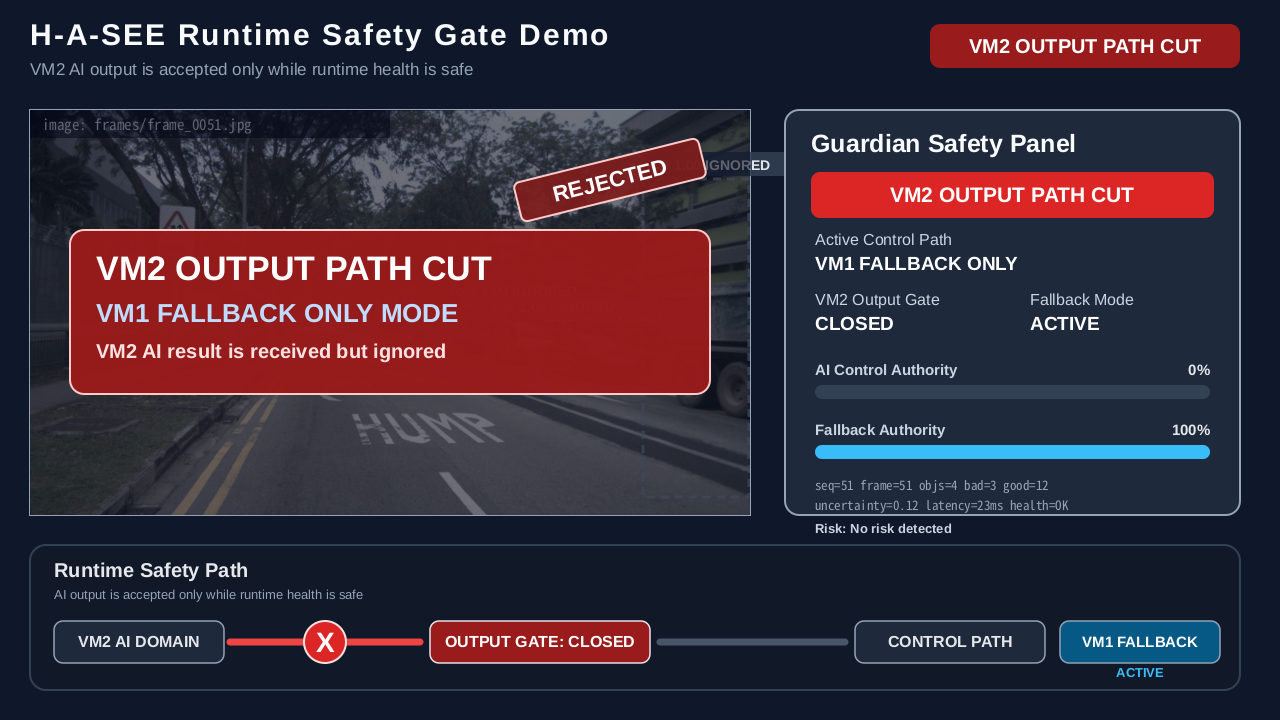 H-A-SEE Runtime Safety Gate Demo
VM2 AI output is accepted only while runtime health is safe
VM2 OUTPUT PATH CUT
image: frames/frame_0051.jpg
IGNORED
REJECTED
VM2 OUTPUT PATH CUT
VM1 FALLBACK ONLY MODE
VM2 AI result is received but ignored
HUMP
Guardian Safety Panel
VM2 OUTPUT PATH CUT
Active Control Path
VM1 FALLBACK ONLY
VM2 Output Gate
CLOSED
Fallback Mode
ACTIVE
AI Control Authority 0%
Fallback Authority 100%
seq=51 frame=51 objs=4 bad=3 good=12
uncertainty=0.12 latency=23ms health=OK
Risk: No risk detected
Runtime Safety Path
AI output is accepted only while runtime health is safe
VM2 AI DOMAIN
X
OUTPUT GATE: CLOSED
CONTROL PATH
VM1 FALLBACK
ACTIVE